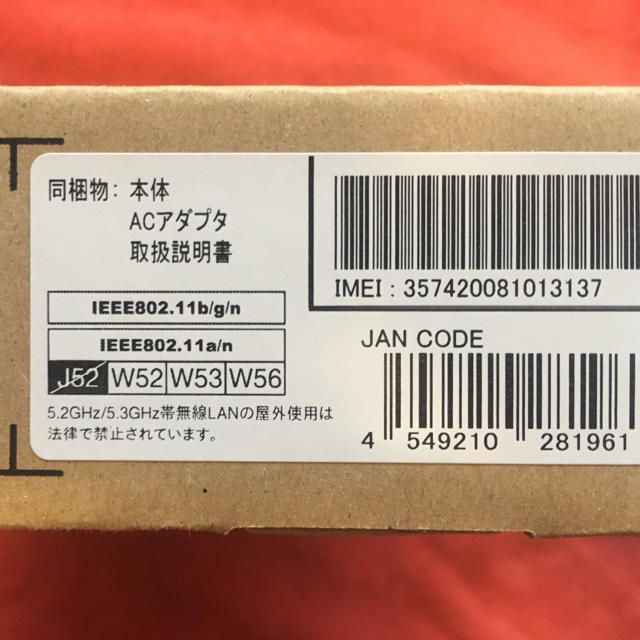 同梱物: 本体
ACアダプタ
取扱説明書
IEEE802.11b/g/n
IEEE802.11a/n
J52 W52 W53 W56
5.2GHz/5.3GHz帯無線LANの屋外使用は
法律で禁止されています。
IMEI : 357420081013137
JAN CODE
4 549210 281961